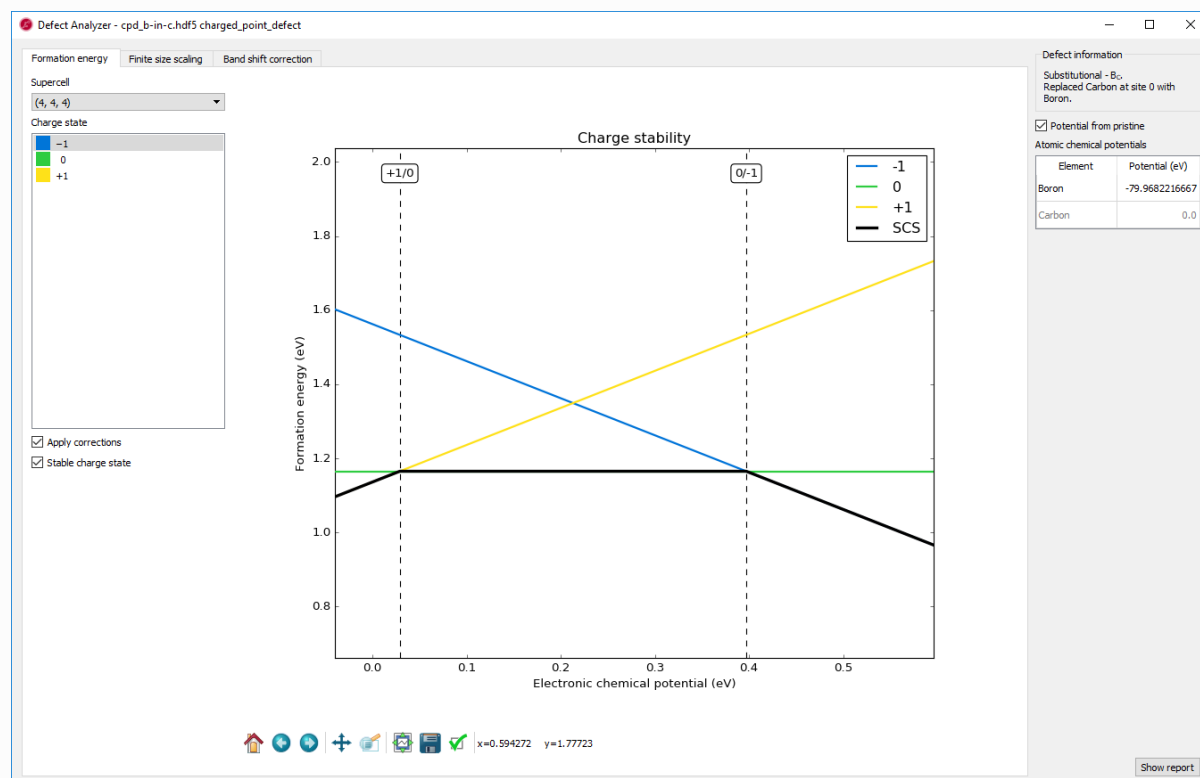 Defect Analyzer - cpd_b-in-c.hdf5 charged_point_defect
Formation energy
Finite size scaling
Band shift correction
Supercell
(4, 4, 4)
Charge state
−1
0
+1
Apply corrections
Stable charge state
Charge stability
+1/0
0/-1
-1
0
+1
SCS
2.0
1.8
1.6
1.4
1.2
1.0
0.8
Formation energy (eV)
0.0 0.1 0.2 0.3 0.4 0.5
Electronic chemical potential (eV)
x=0.594272 y=1.77723
Defect information
Substitutional - BC.
Replaced Carbon at site 0 with
Boron.
Potential from pristine
Atomic chemical potentials
Element Potential (eV)
Boron -79.9682216667
Carbon 0.0
Show report